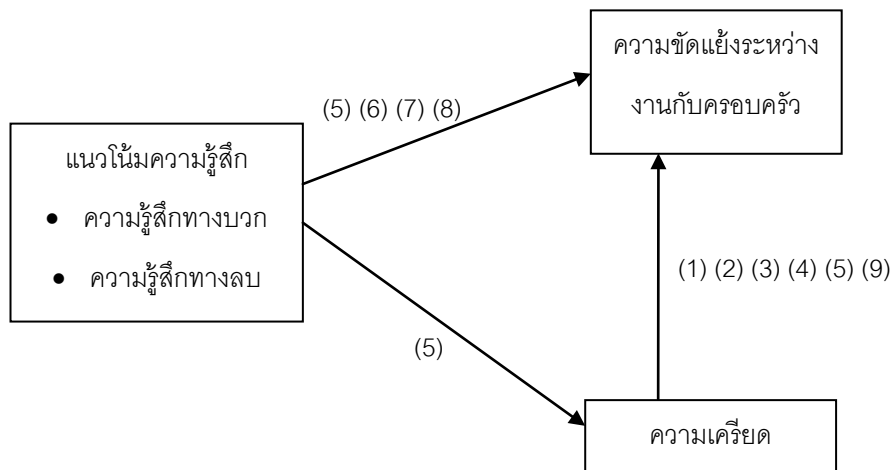 ความขัดแย้งระหว่าง
งานกับครอบครัว
(5) (6) (7) (8)
แนวโน้มความรู้สึก
• ความรู้สึกทางบวก
• ความรู้สึกทางลบ
(1) (2) (3) (4) (5) (9)
(5)
ความเครียด